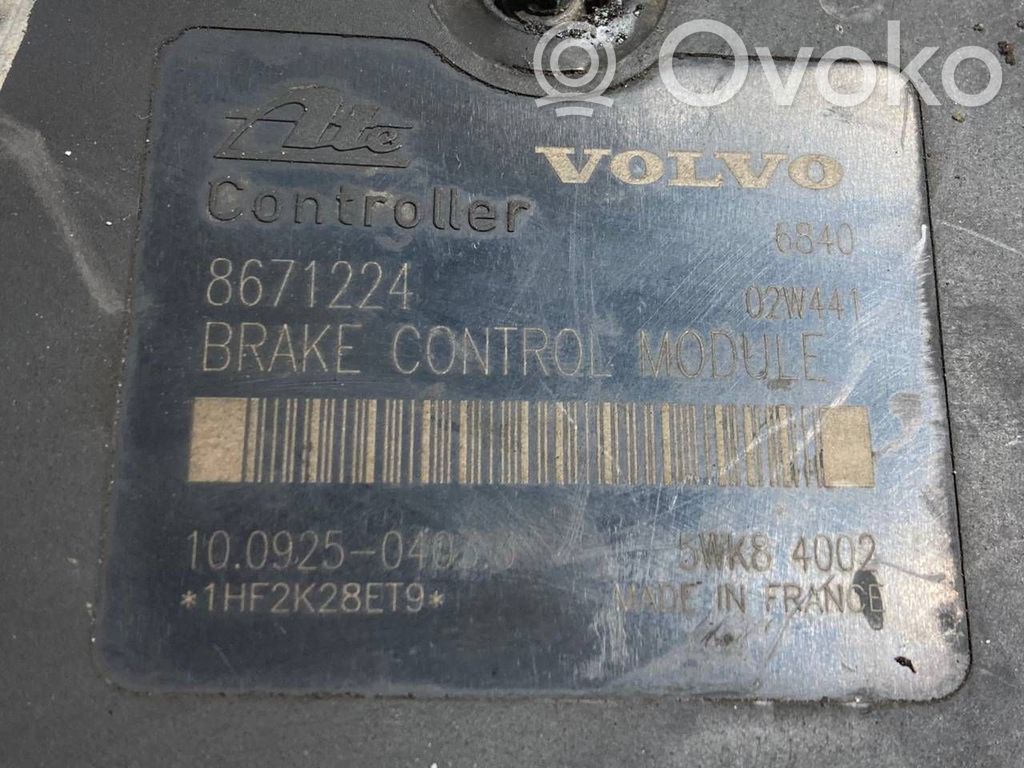 Ovoko
Ate
VOLVO
Controller
6840
8671224
02W441
BRAKE CONTROL MODULE
5WK8 4002
*1HF2K28ET9*
MADE IN FRANCE